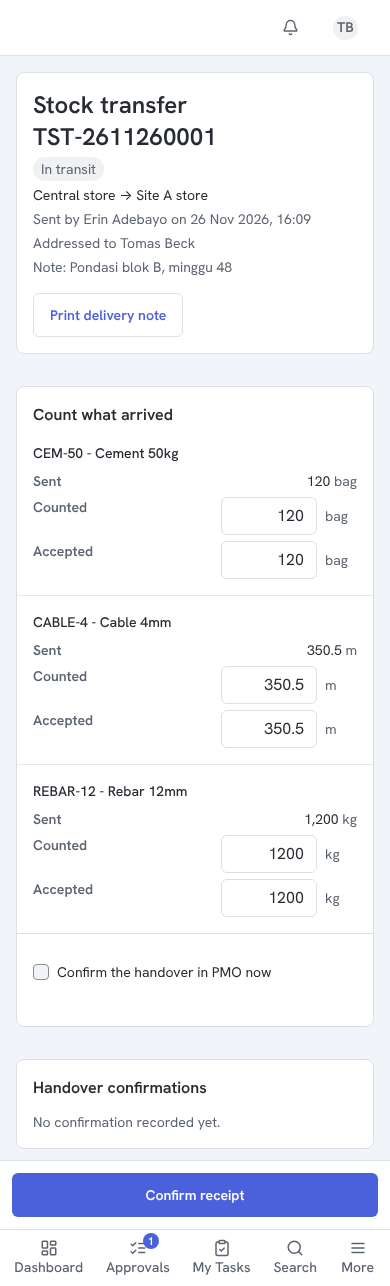 TB
Stock transfer
TST-2611260001
In transit
Central store → Site A store
Sent by Erin Adebayo on 26 Nov 2026, 16:09
Addressed to Tomas Beck
Note: Pondasi blok B, minggu 48
Print delivery note
Count what arrived
CEM-50 - Cement 50kg
Sent 120 bag
Counted 120 bag
Accepted 120 bag
CABLE-4 - Cable 4mm
Sent 350.5 m
Counted 350.5 m
Accepted 350.5 m
REBAR-12 - Rebar 12mm
Sent 1,200 kg
Counted 1200 kg
Accepted 1200 kg
Confirm the handover in PMO now
Handover confirmations
No confirmation recorded yet.
Confirm receipt
1
Dashboard Approvals My Tasks Search More